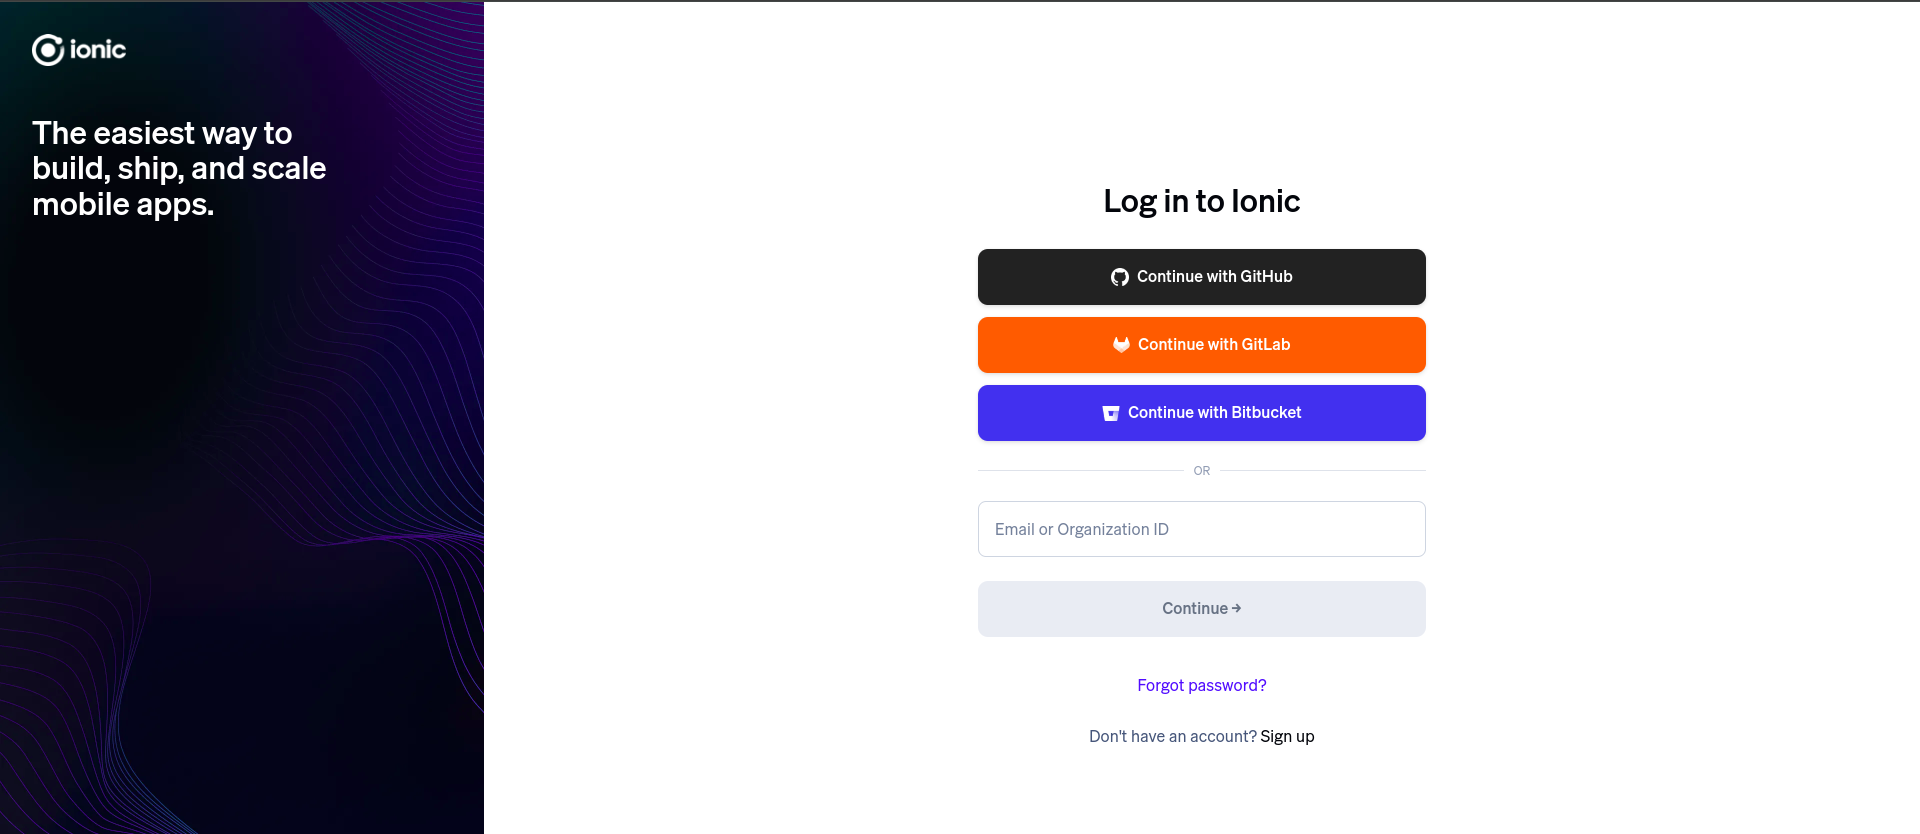 ionic
The easiest way to
build, ship, and scale
mobile apps.
Log in to Ionic
Continue with GitHub
Continue with GitLab
Continue with Bitbucket
OR
Email or Organization ID
Continue →
Forgot password?
Don't have an account? Sign up